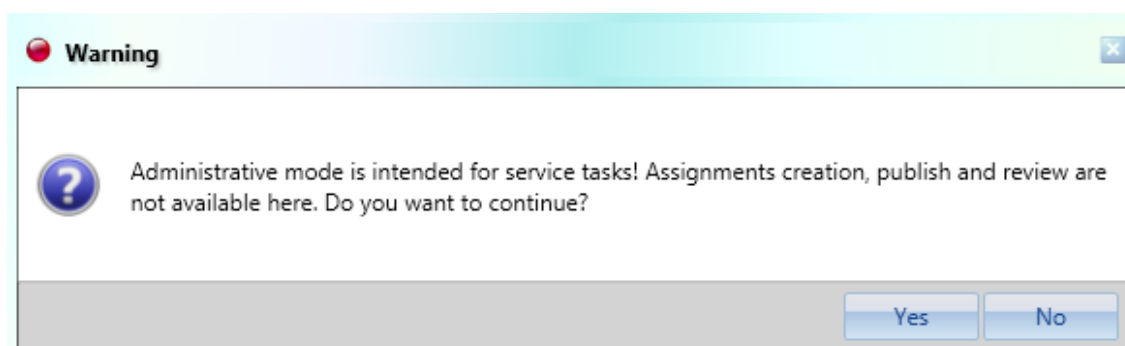 Warning
Administrative mode is intended for service tasks! Assignments creation, publish and review are
not available here. Do you want to continue?
Yes No